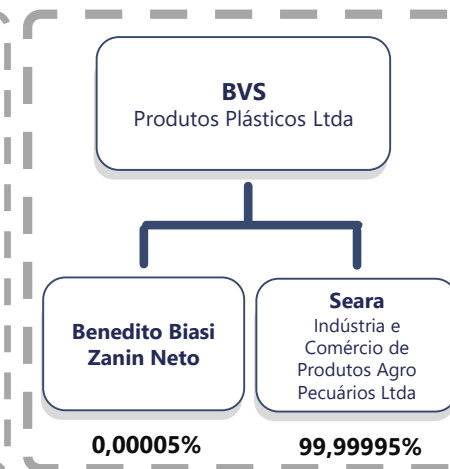 BVS
Produtos Plásticos Ltda
Benedito Biasi
Zanin Neto
Seara
Indústria e
Comércio de
Produtos Agro
Pecuários Ltda
0,00005%
99,99995%